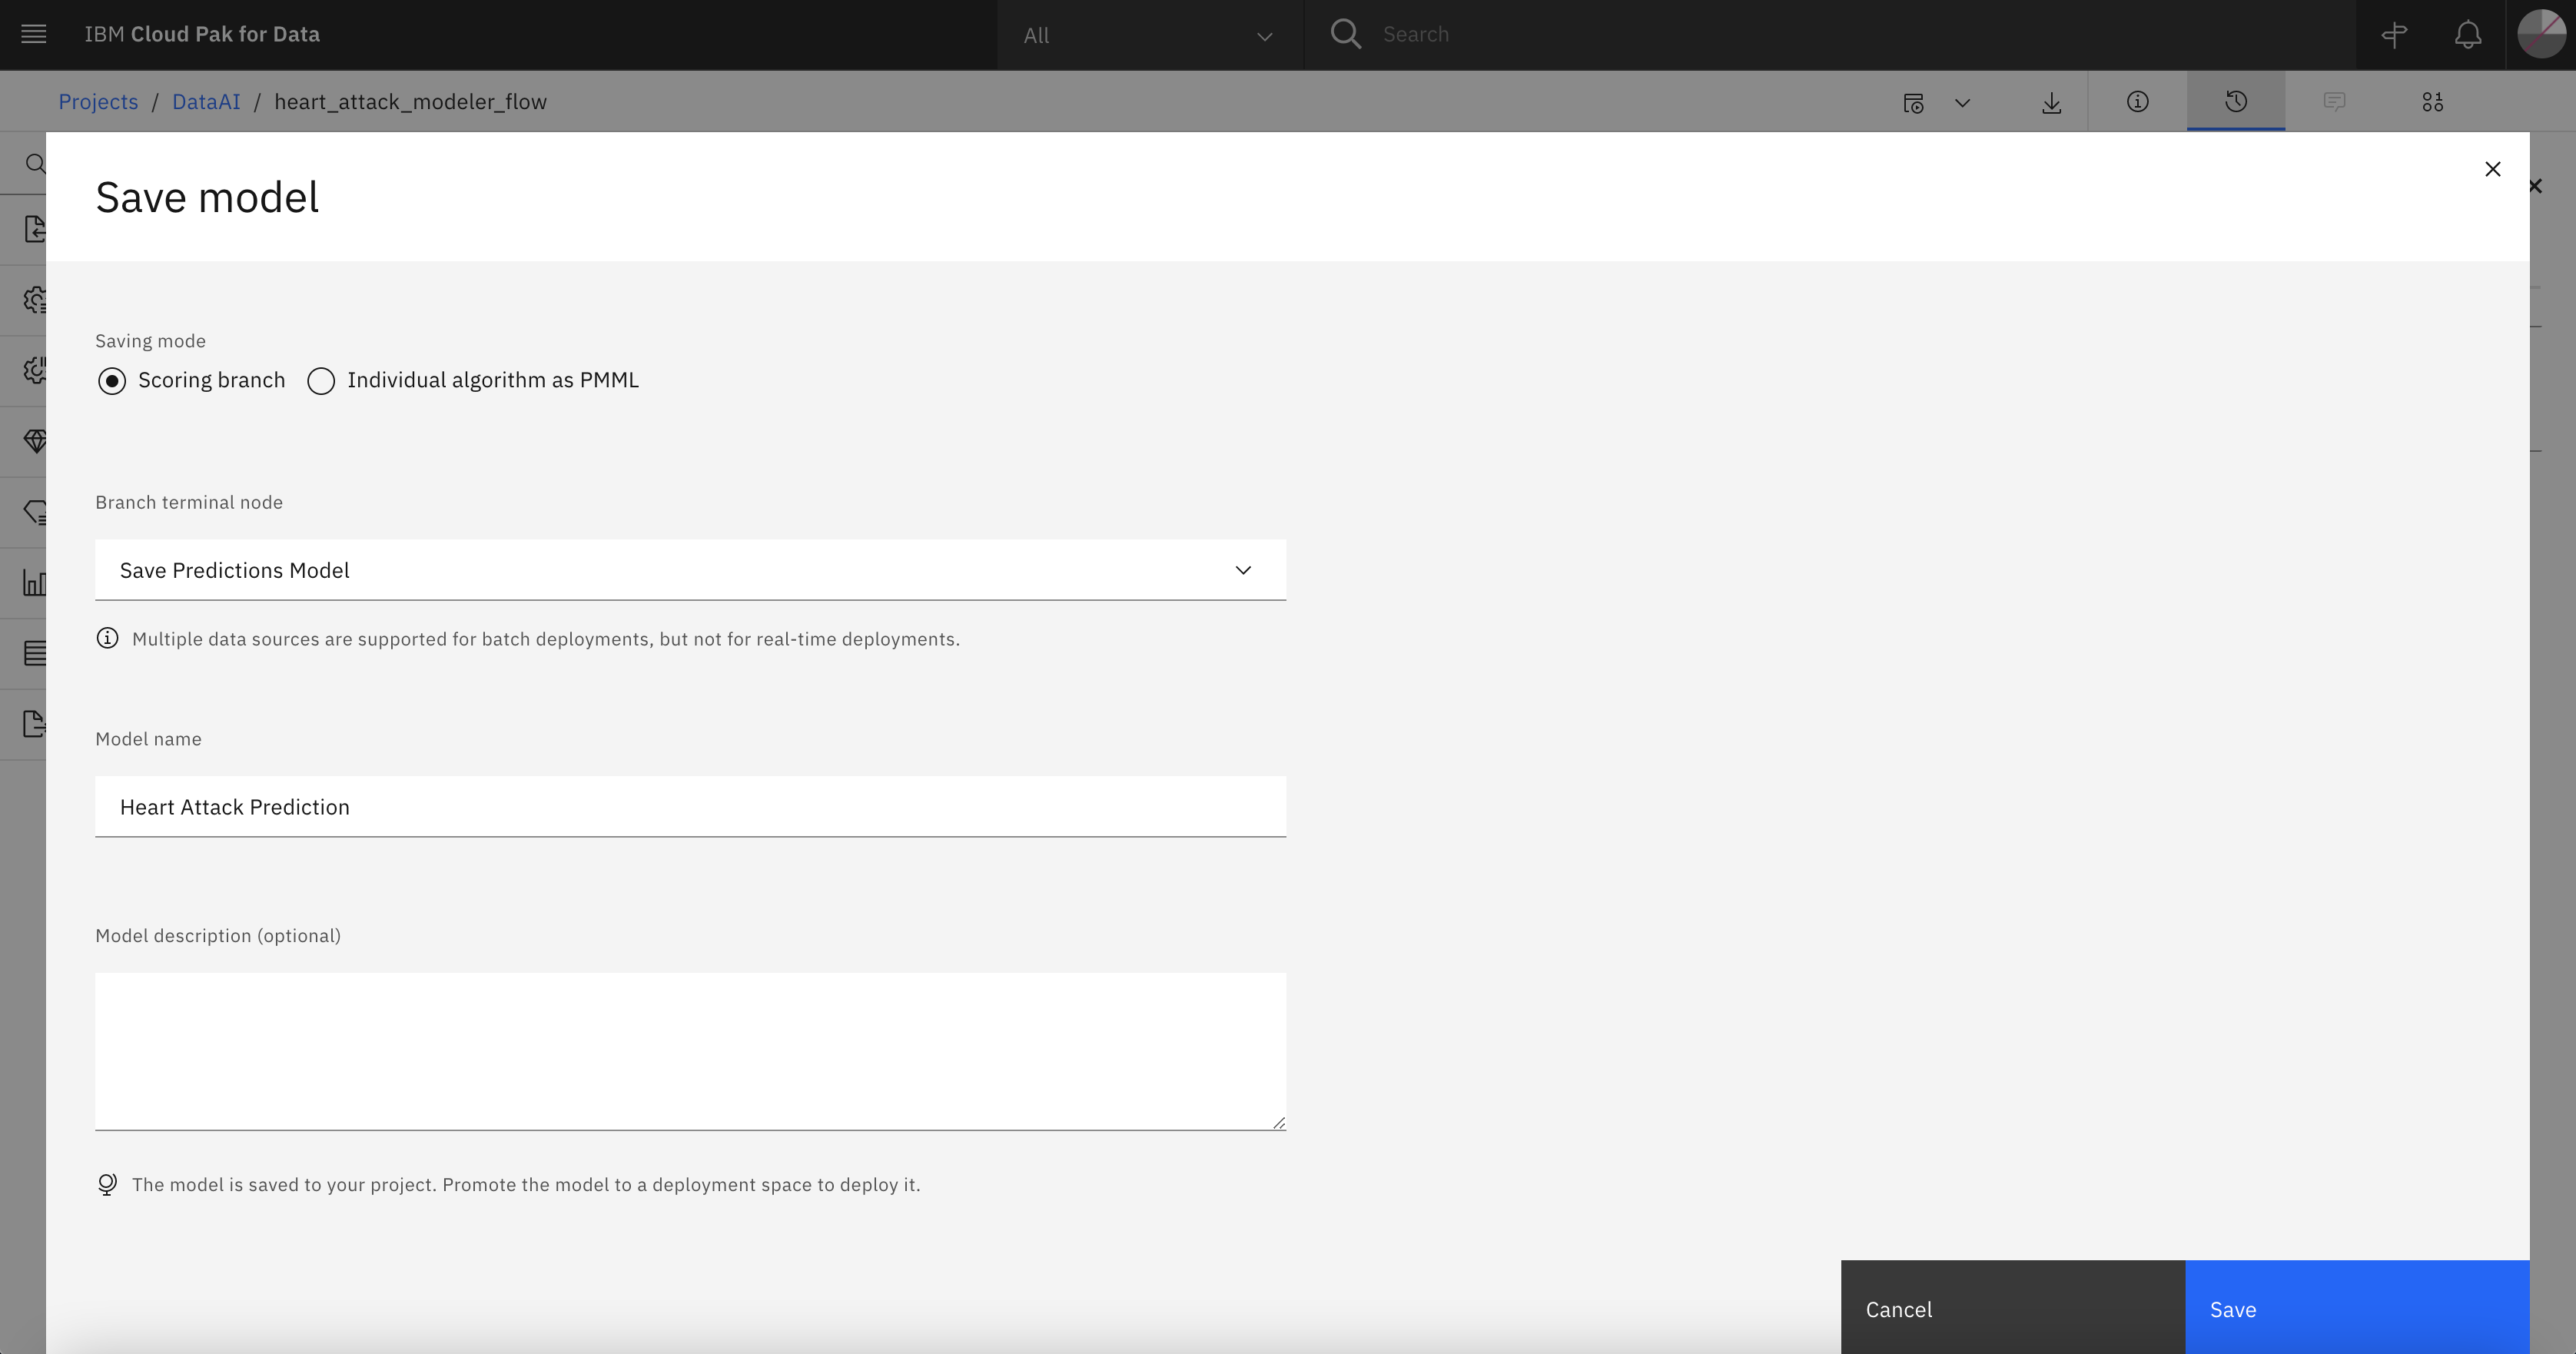 IBM Cloud Pak for Data
All
Search
Projects / DataAI / heart_attack_modeler_flow
Save model
Saving mode
Scoring branch
Individual algorithm as PMML
Branch terminal node
Save Predictions Model
Multiple data sources are supported for batch deployments, but not for real-time deployments.
Model name
Heart Attack Prediction
Model description (optional)
The model is saved to your project. Promote the model to a deployment space to deploy it.
Cancel
Save